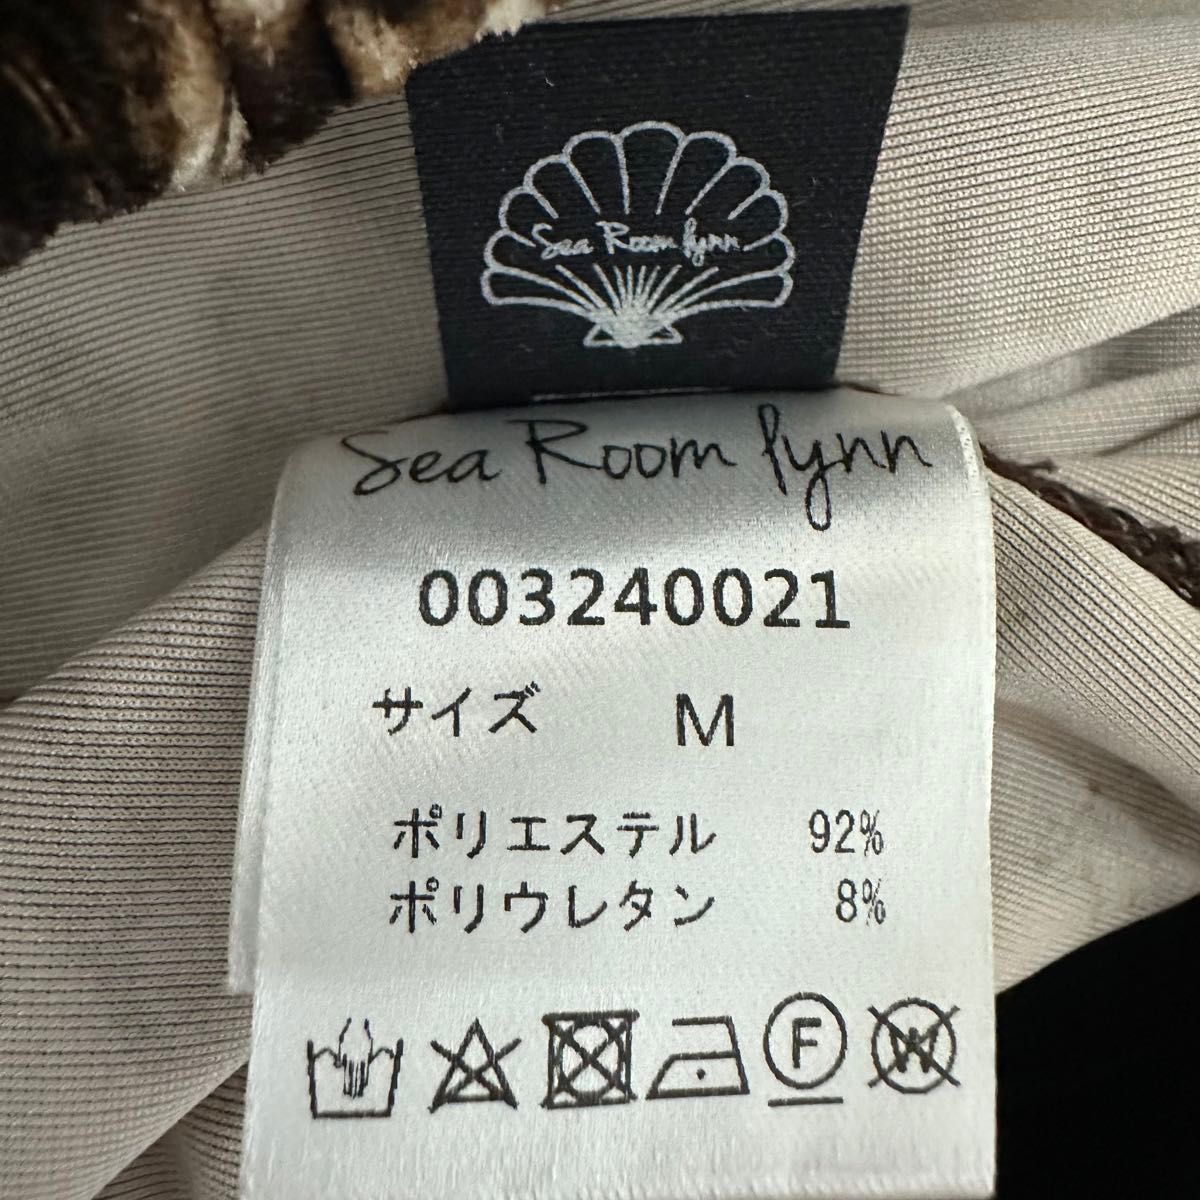 Sea Room lynn
Sea Room lynn
003240021
サイズ M
ポリエステル 92%
ポリウレタン 8%
F W